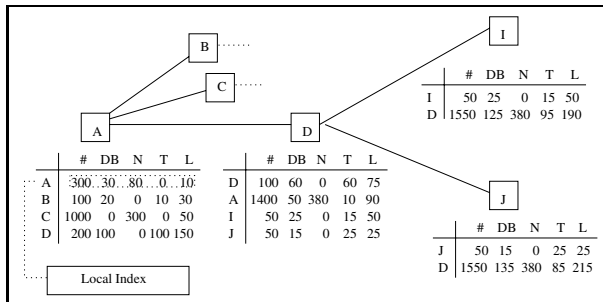 B
C
A
D
I
J
# DB N T L
I 50 25 0 15 50
D 1550 125 380 95 190
# DB N T L
A 300 30 80 0 10
B 100 20 0 10 30
C 1000 0 300 0 50
D 200 100 0 100 150
# DB N T L
D 100 60 0 60 75
A 1400 50 380 10 90
I 50 25 0 15 50
J 50 15 0 25 25
# DB N T L
J 50 15 0 25 25
D 1550 135 380 85 215
Local Index